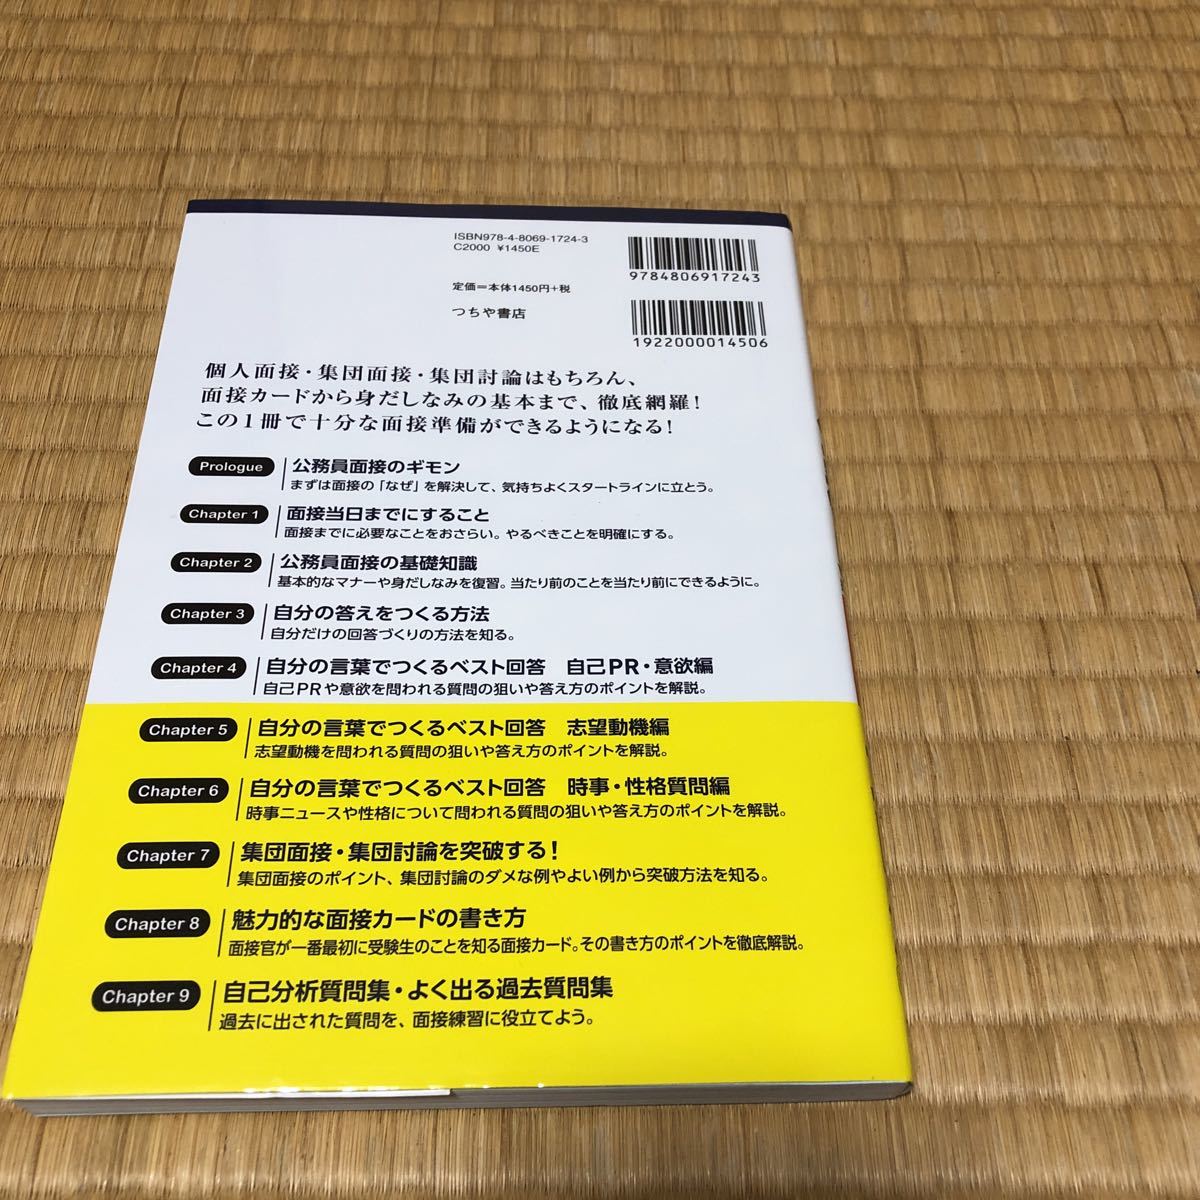 ISBN978-4-8069-1724-3
C2000 ¥1450E
9784806917243
定価=本体1450円+税
つちや書店
1922000014506
個人面接・集団面接・集団討論はもちろん、
面接カードから身だしなみの基本まで、徹底網羅！
この1冊で十分な面接準備ができるようになる！
Prologue 公務員面接のギモン
まずは面接の「なぜ」を解決して、気持ちよくスタートラインに立とう。
Chapter 1 面接当日までにすること
面接までに必要なことをおさらい。やるべきことを明確にする。
Chapter 2 公務員面接の基礎知識
基本的なマナーや身だしなみを復習。当たり前のことを当たり前にできるように。
Chapter 3 自分の答えをつくる方法
自分だけの回答づくりの方法を知る。
Chapter 4 自分の言葉でつくるベスト回答 自己PR・意欲編
自己PRや意欲を問われる質問の狙いや答え方のポイントを解説。
Chapter 5 自分の言葉でつくるベスト回答 志望動機編
志望動機を問われる質問の狙いや答え方のポイントを解説。
Chapter 6 自分の言葉でつくるベスト回答 時事・性格質問編
時事ニュースや性格について問われる質問の狙いや答え方のポイントを解説。
Chapter 7 集団面接・集団討論を突破する！
集団面接のポイント、集団討論のダメな例やよい例から突破方法を知る。
Chapter 8 魅力的な面接カードの書き方
面接官が一番最初に受験生のことを知る面接カード。その書き方のポイントを徹底解説。
Chapter 9 自己分析質問集・よく出る過去質問集
過去に出された質問を、面接練習に役立てよう。